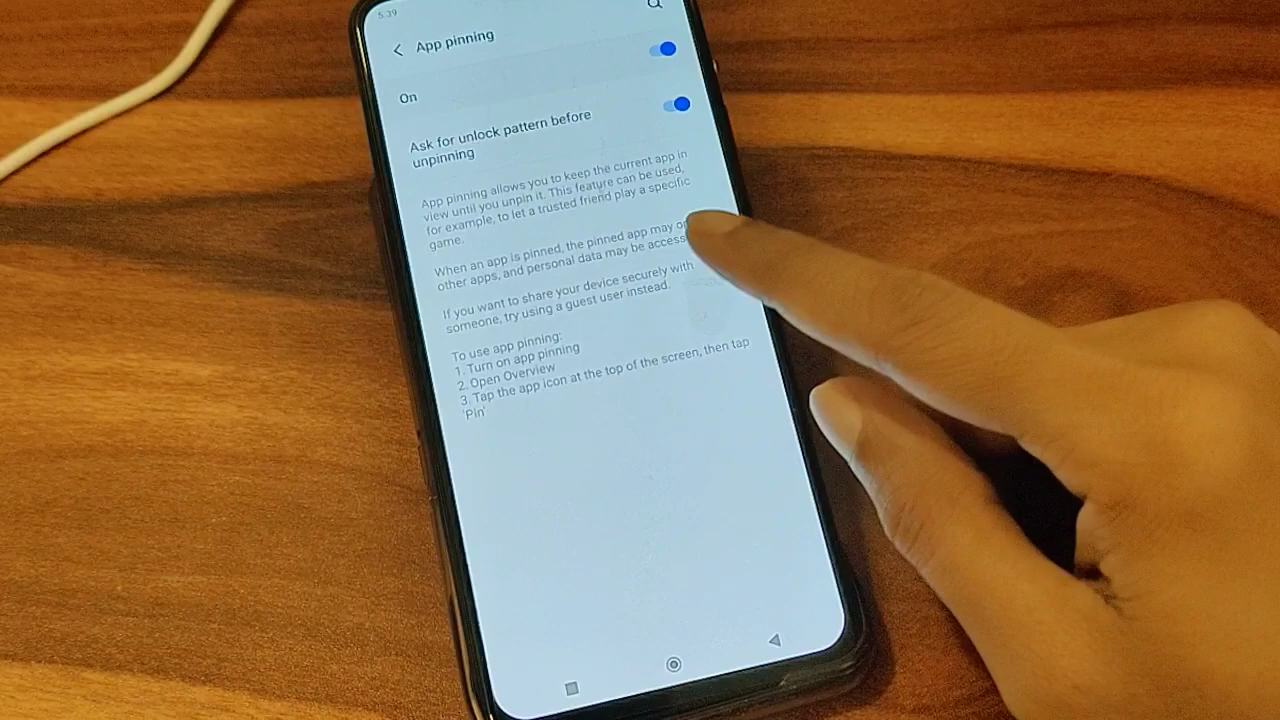 5:39
App pinning
On
Ask for unlock pattern before
unpinning
App pinning allows you to keep the current app in
view until you unpin it. This feature can be used,
for example, to let a trusted friend play a specific
game.
When an app is pinned, the pinned app may
other apps, and personal data may be
If you want to share your device securely with
someone, try using a guest user instead.
To use app pinning:
1. Turn on app pinning
2. Open Overview
3. Tap the app icon at the top of the screen, then tap
'Pin'